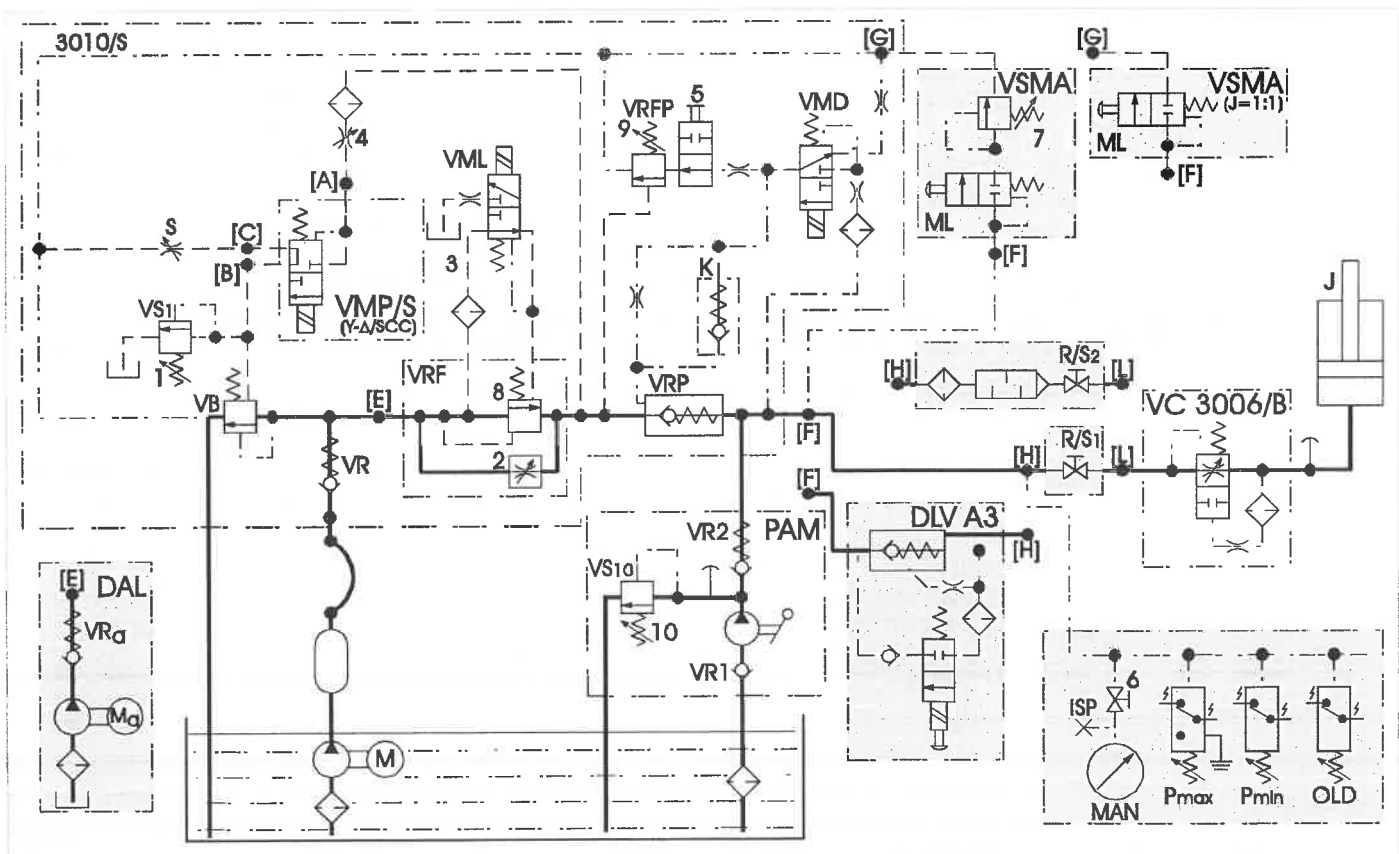 3010/S
[G]
[G]
VSMA
VSMA
(J=1:1)
ML
[F]
VRFP
5
9
VMD
7
4
VML
[A]
ML
S
[C]
[B]
3
K
[F]
J
VMP/S
(Y-Δ/SCC)
VS1
1
VRF
8
VRP
[H]
R/S2
[L]
VC 3006/B
VB
[E]
[F]
R/S1
[H]
[L]
VR
2
[F]
PAM
VR2
DLV A3
[H]
VS10
10
[E]
DAL
VRa
VR1
Ma
M
ISP
6
MAN
Pmax
Pmin
OLD